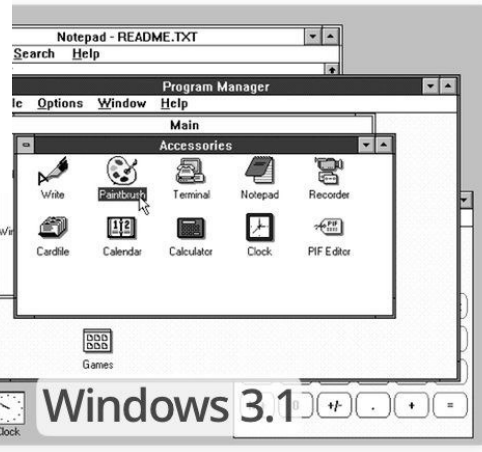 Notepad - README.TXT
Search Help
Program Manager
Options Window Help
Main
Accessories
Write Paintbrush Terminal Notepad Recorder
Cardfile Calendar Calculator Clock PIF Editor
Games
Windows 3.1
+/- . + =